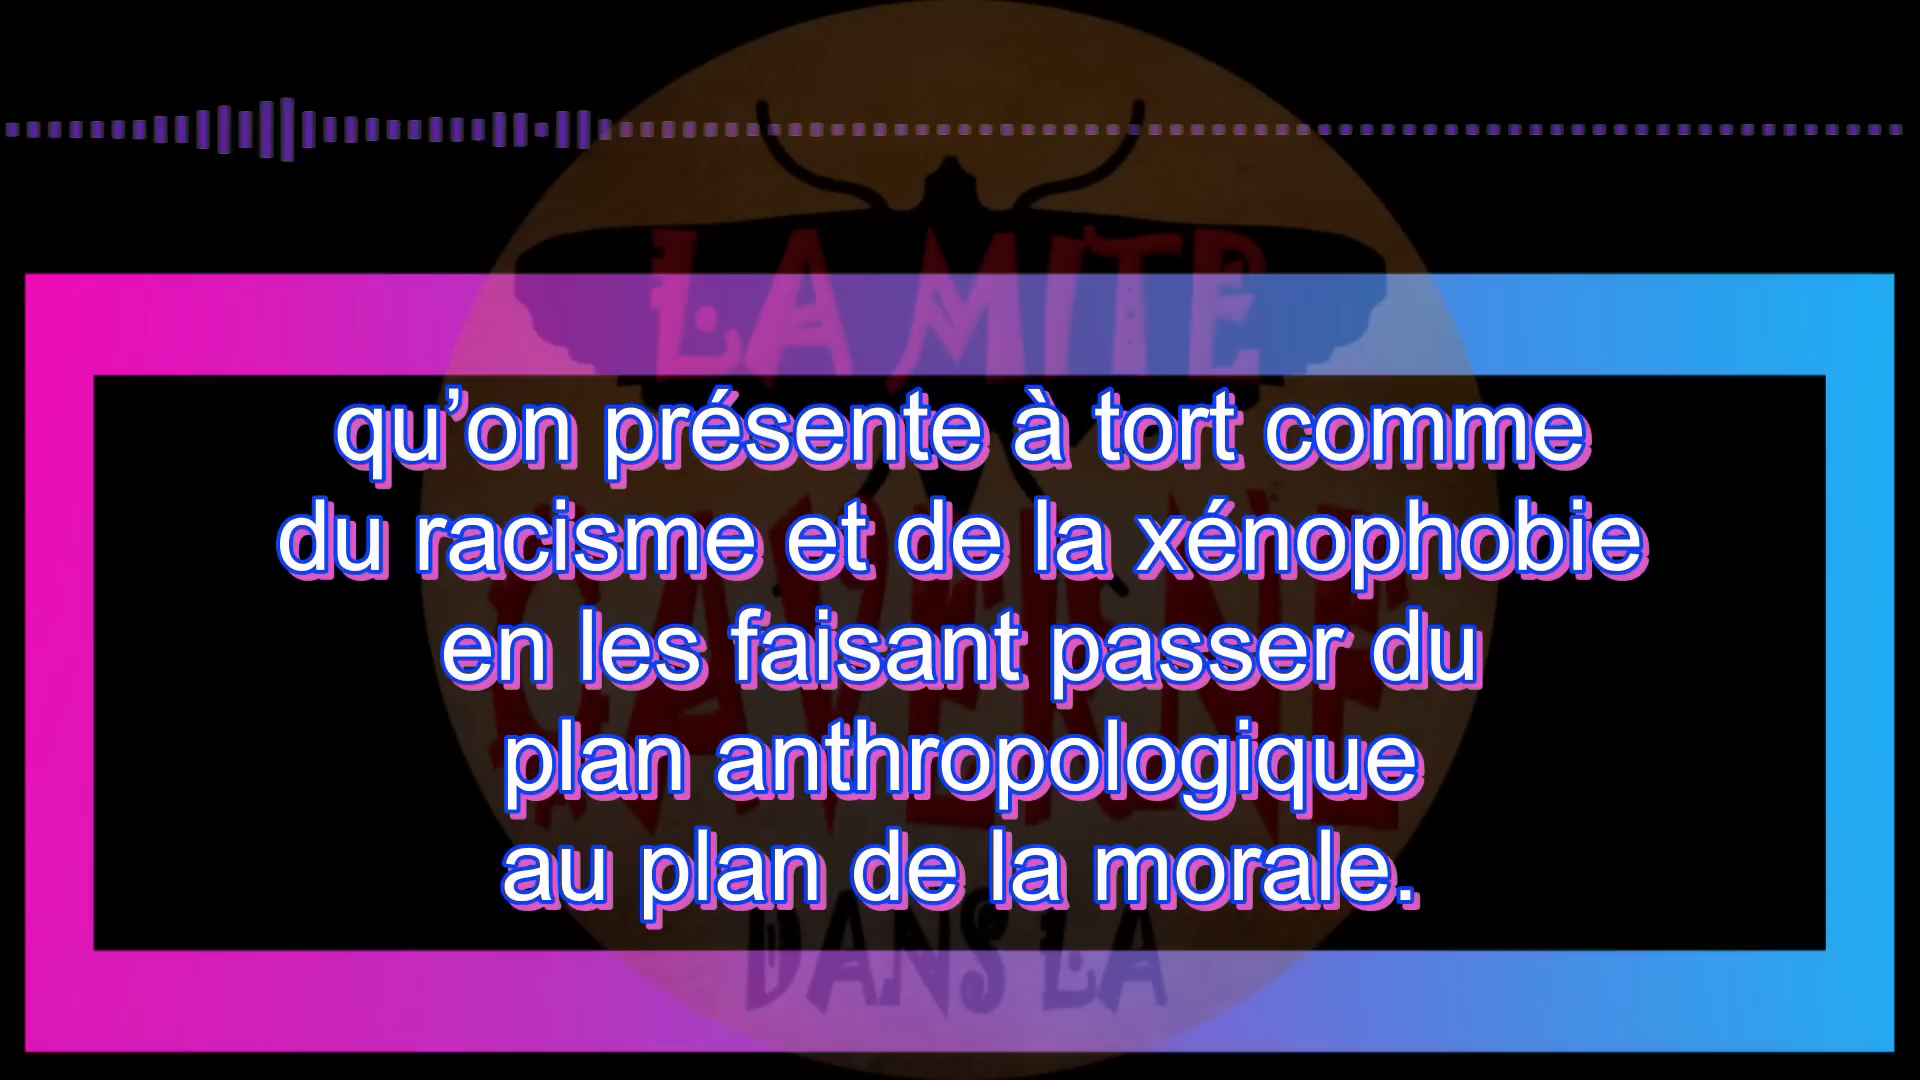 LA MITE
qu’on présente à tort comme
du racisme et de la xénophobie
en les faisant passer du
plan anthropologique
au plan de la morale.
CAVERNE
DANS LA